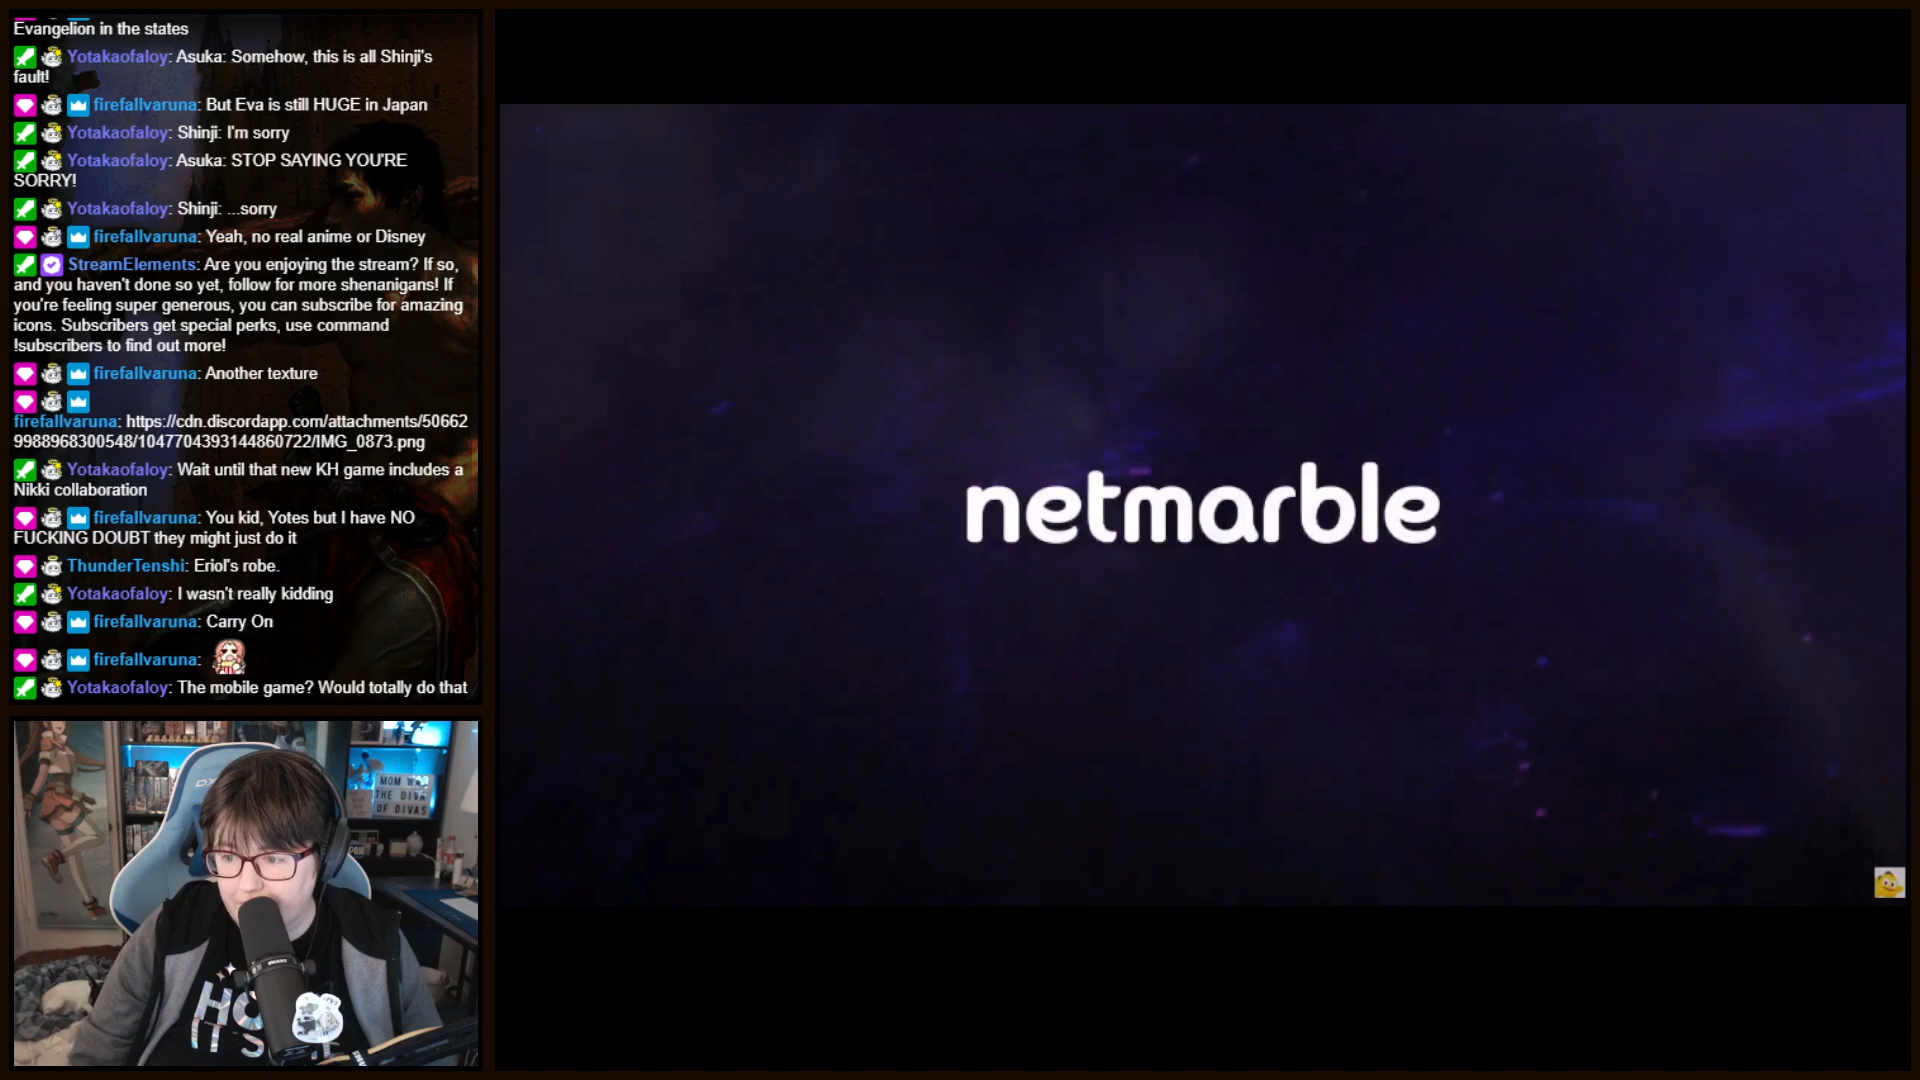 Evangelion in the states
Yotakaofaloy: Asuka: Somehow, this is all Shinji's
fault!
firefallvaruna: But Eva is still HUGE in Japan
Yotakaofaloy: Shinji: I'm sorry
Yotakaofaloy: Asuka: STOP SAYING YOU'RE
SORRY!
Yotakaofaloy: Shinji: ...sorry
firefallvaruna: Yeah, no real anime or Disney
StreamElements: Are you enjoying the stream? If so,
and you haven't done so yet, follow for more shenanigans! If
you're feeling super generous, you can subscribe for amazing
icons. Subscribers get special perks, use command
!subscribers to find out more!
firefallvaruna: Another texture
firefallvaruna: https://cdn.discordapp.com/attachments/50662
9988968300548/1047704393144860722/IMG_0873.png
Yotakaofaloy: Wait until that new KH game includes a
Nikki collaboration
firefallvaruna: You kid, Yotes but I have NO
FUCKING DOUBT they might just do it
ThunderTenshi: Eriol's robe.
Yotakaofaloy: I wasn't really kidding
firefallvaruna: Carry On
firefallvaruna:
Yotakaofaloy: The mobile game? Would totally do that
netmarble
MOM WAS
THE DIVA
OF DIVAS